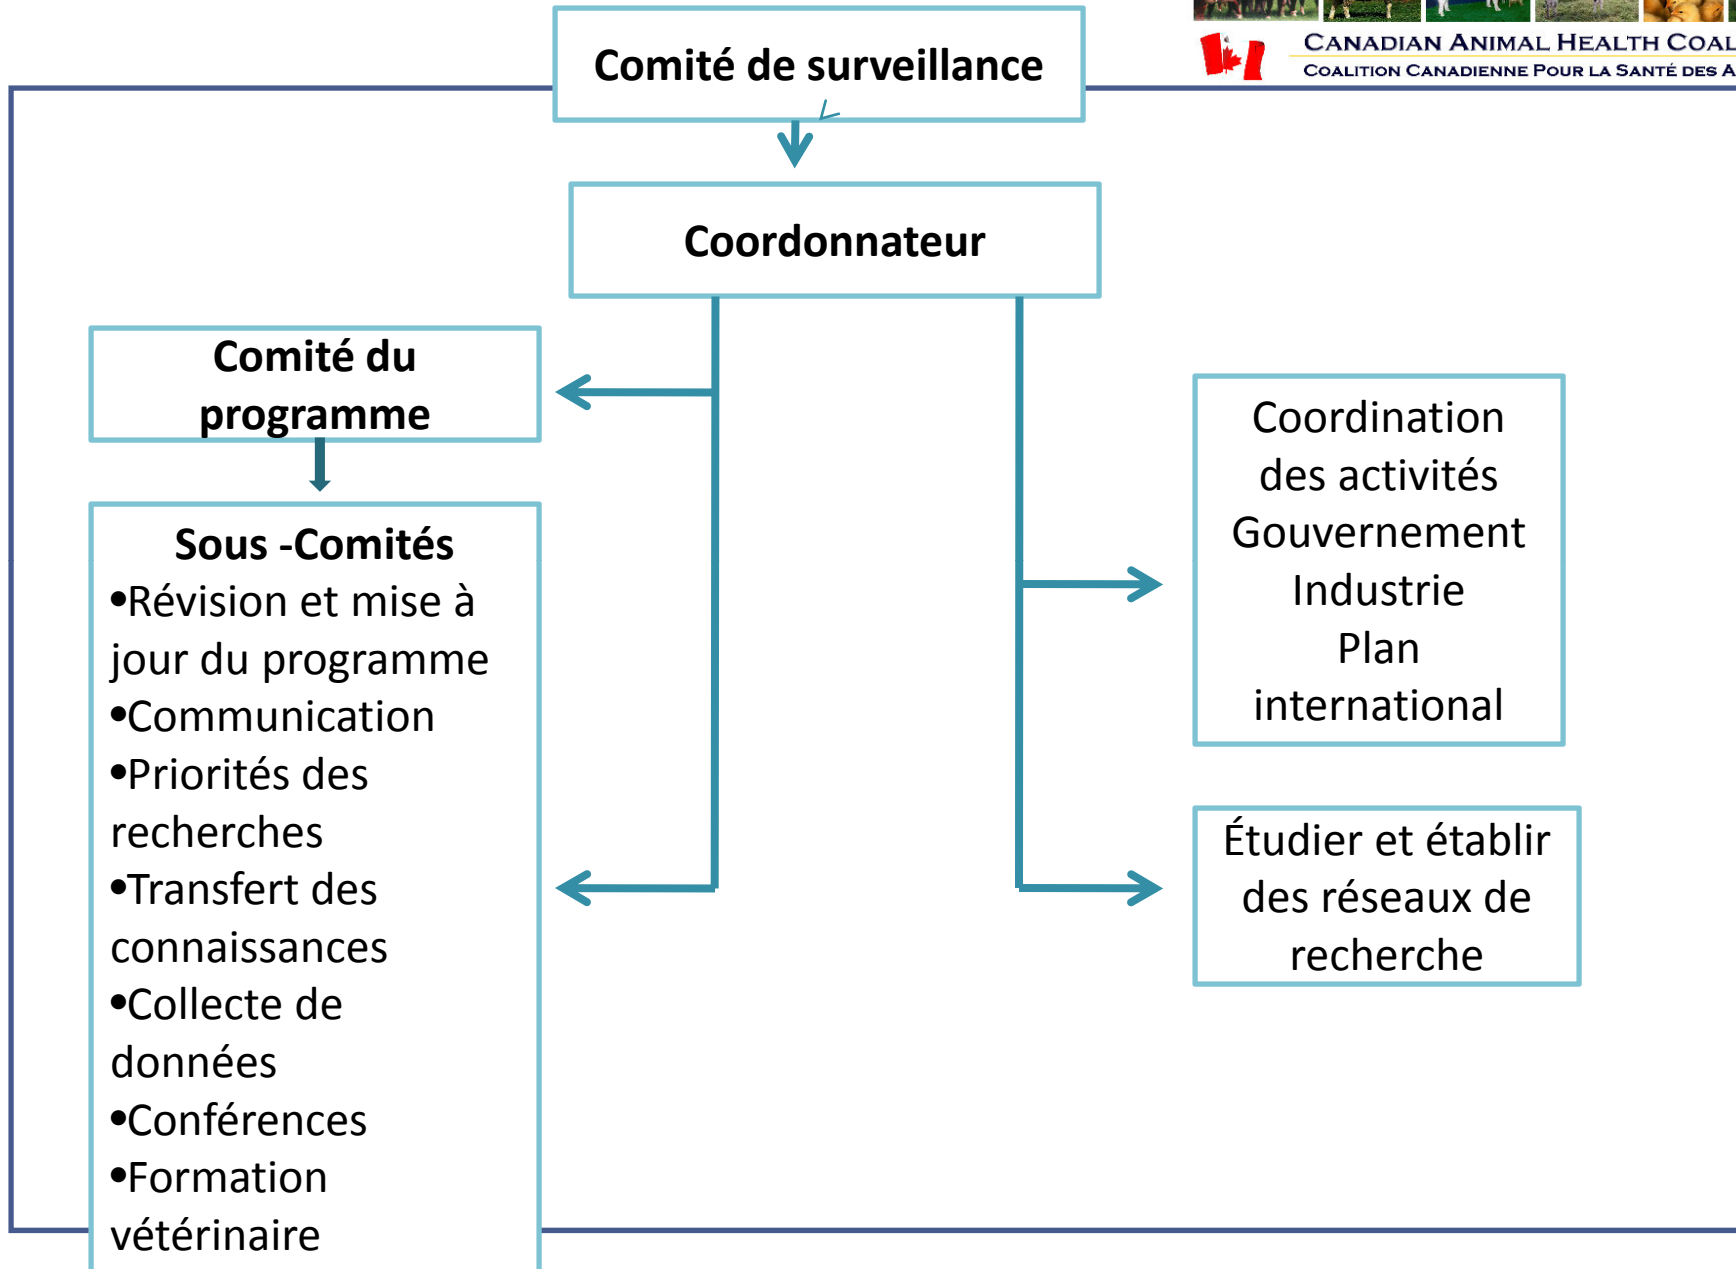 CANADIAN ANIMAL HEALTH COAL
COALITION CANADIENNE POUR LA SANTÉ DES A
Comité de surveillance
Coordonnateur
Comité du
programme
Sous -Comités
•Révision et mise à
jour du programme
•Communication
•Priorités des
recherches
•Transfert des
connaissances
•Collecte de
données
•Conférences
•Formation
vétérinaire
Coordination
des activités
Gouvernement
Industrie
Plan
international
Étudier et établir
des réseaux de
recherche